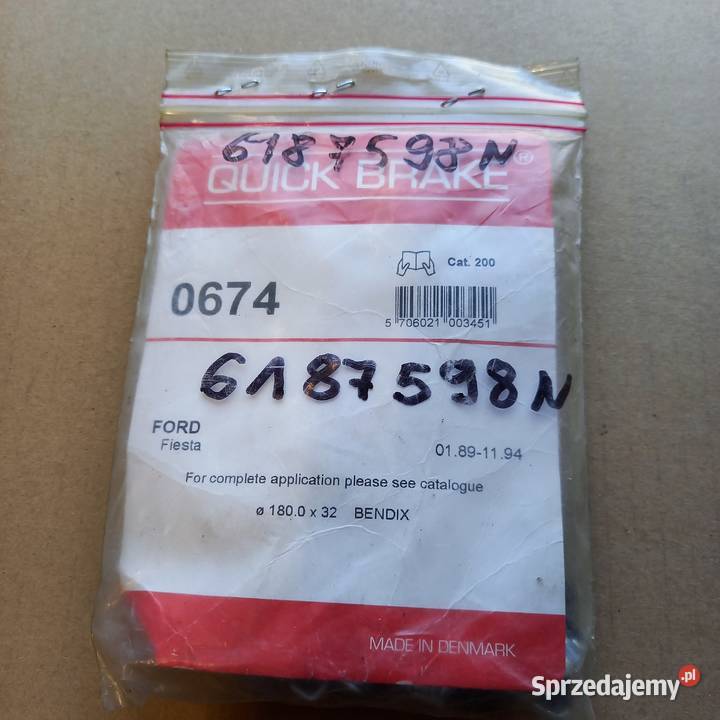 6187598N
QUICK BRAKE®
Cat. 200
0674
5 706021 003451
6187598N
FORD
Fiesta
01.89-11.94
For complete application please see catalogue
ø 180.0 x 32 BENDIX
MADE IN DENMARK
Sprzedajemy.pl